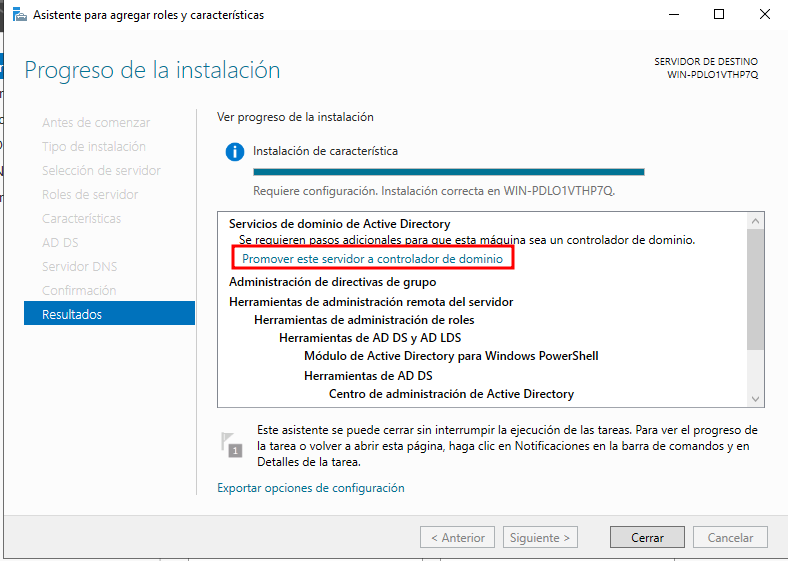 Asistente para agregar roles y características
Progreso de la instalación
SERVIDOR DE DESTINO
WIN-PDLO1VTHP7Q
Antes de comenzar
Tipo de instalación
Selección de servidor
Roles de servidor
Características
AD DS
Servidor DNS
Confirmación
Resultados
Ver progreso de la instalación
Instalación de característica
Requiere configuración. Instalación correcta en WIN-PDLO1VTHP7Q.
Servicios de dominio de Active Directory
Se requieren pasos adicionales para que esta máquina sea un controlador de dominio.
Promover este servidor a controlador de dominio
Administración de directivas de grupo
Herramientas de administración remota del servidor
Herramientas de administración de roles
Herramientas de AD DS y AD LDS
Módulo de Active Directory para Windows PowerShell
Herramientas de AD DS
Centro de administración de Active Directory
1
Este asistente se puede cerrar sin interrumpir la ejecución de las tareas. Para ver el progreso de
la tarea o volver a abrir esta página, haga clic en Notificaciones en la barra de comandos y en
Detalles de la tarea.
Exportar opciones de configuración
< Anterior
Siguiente >
Cerrar
Cancelar